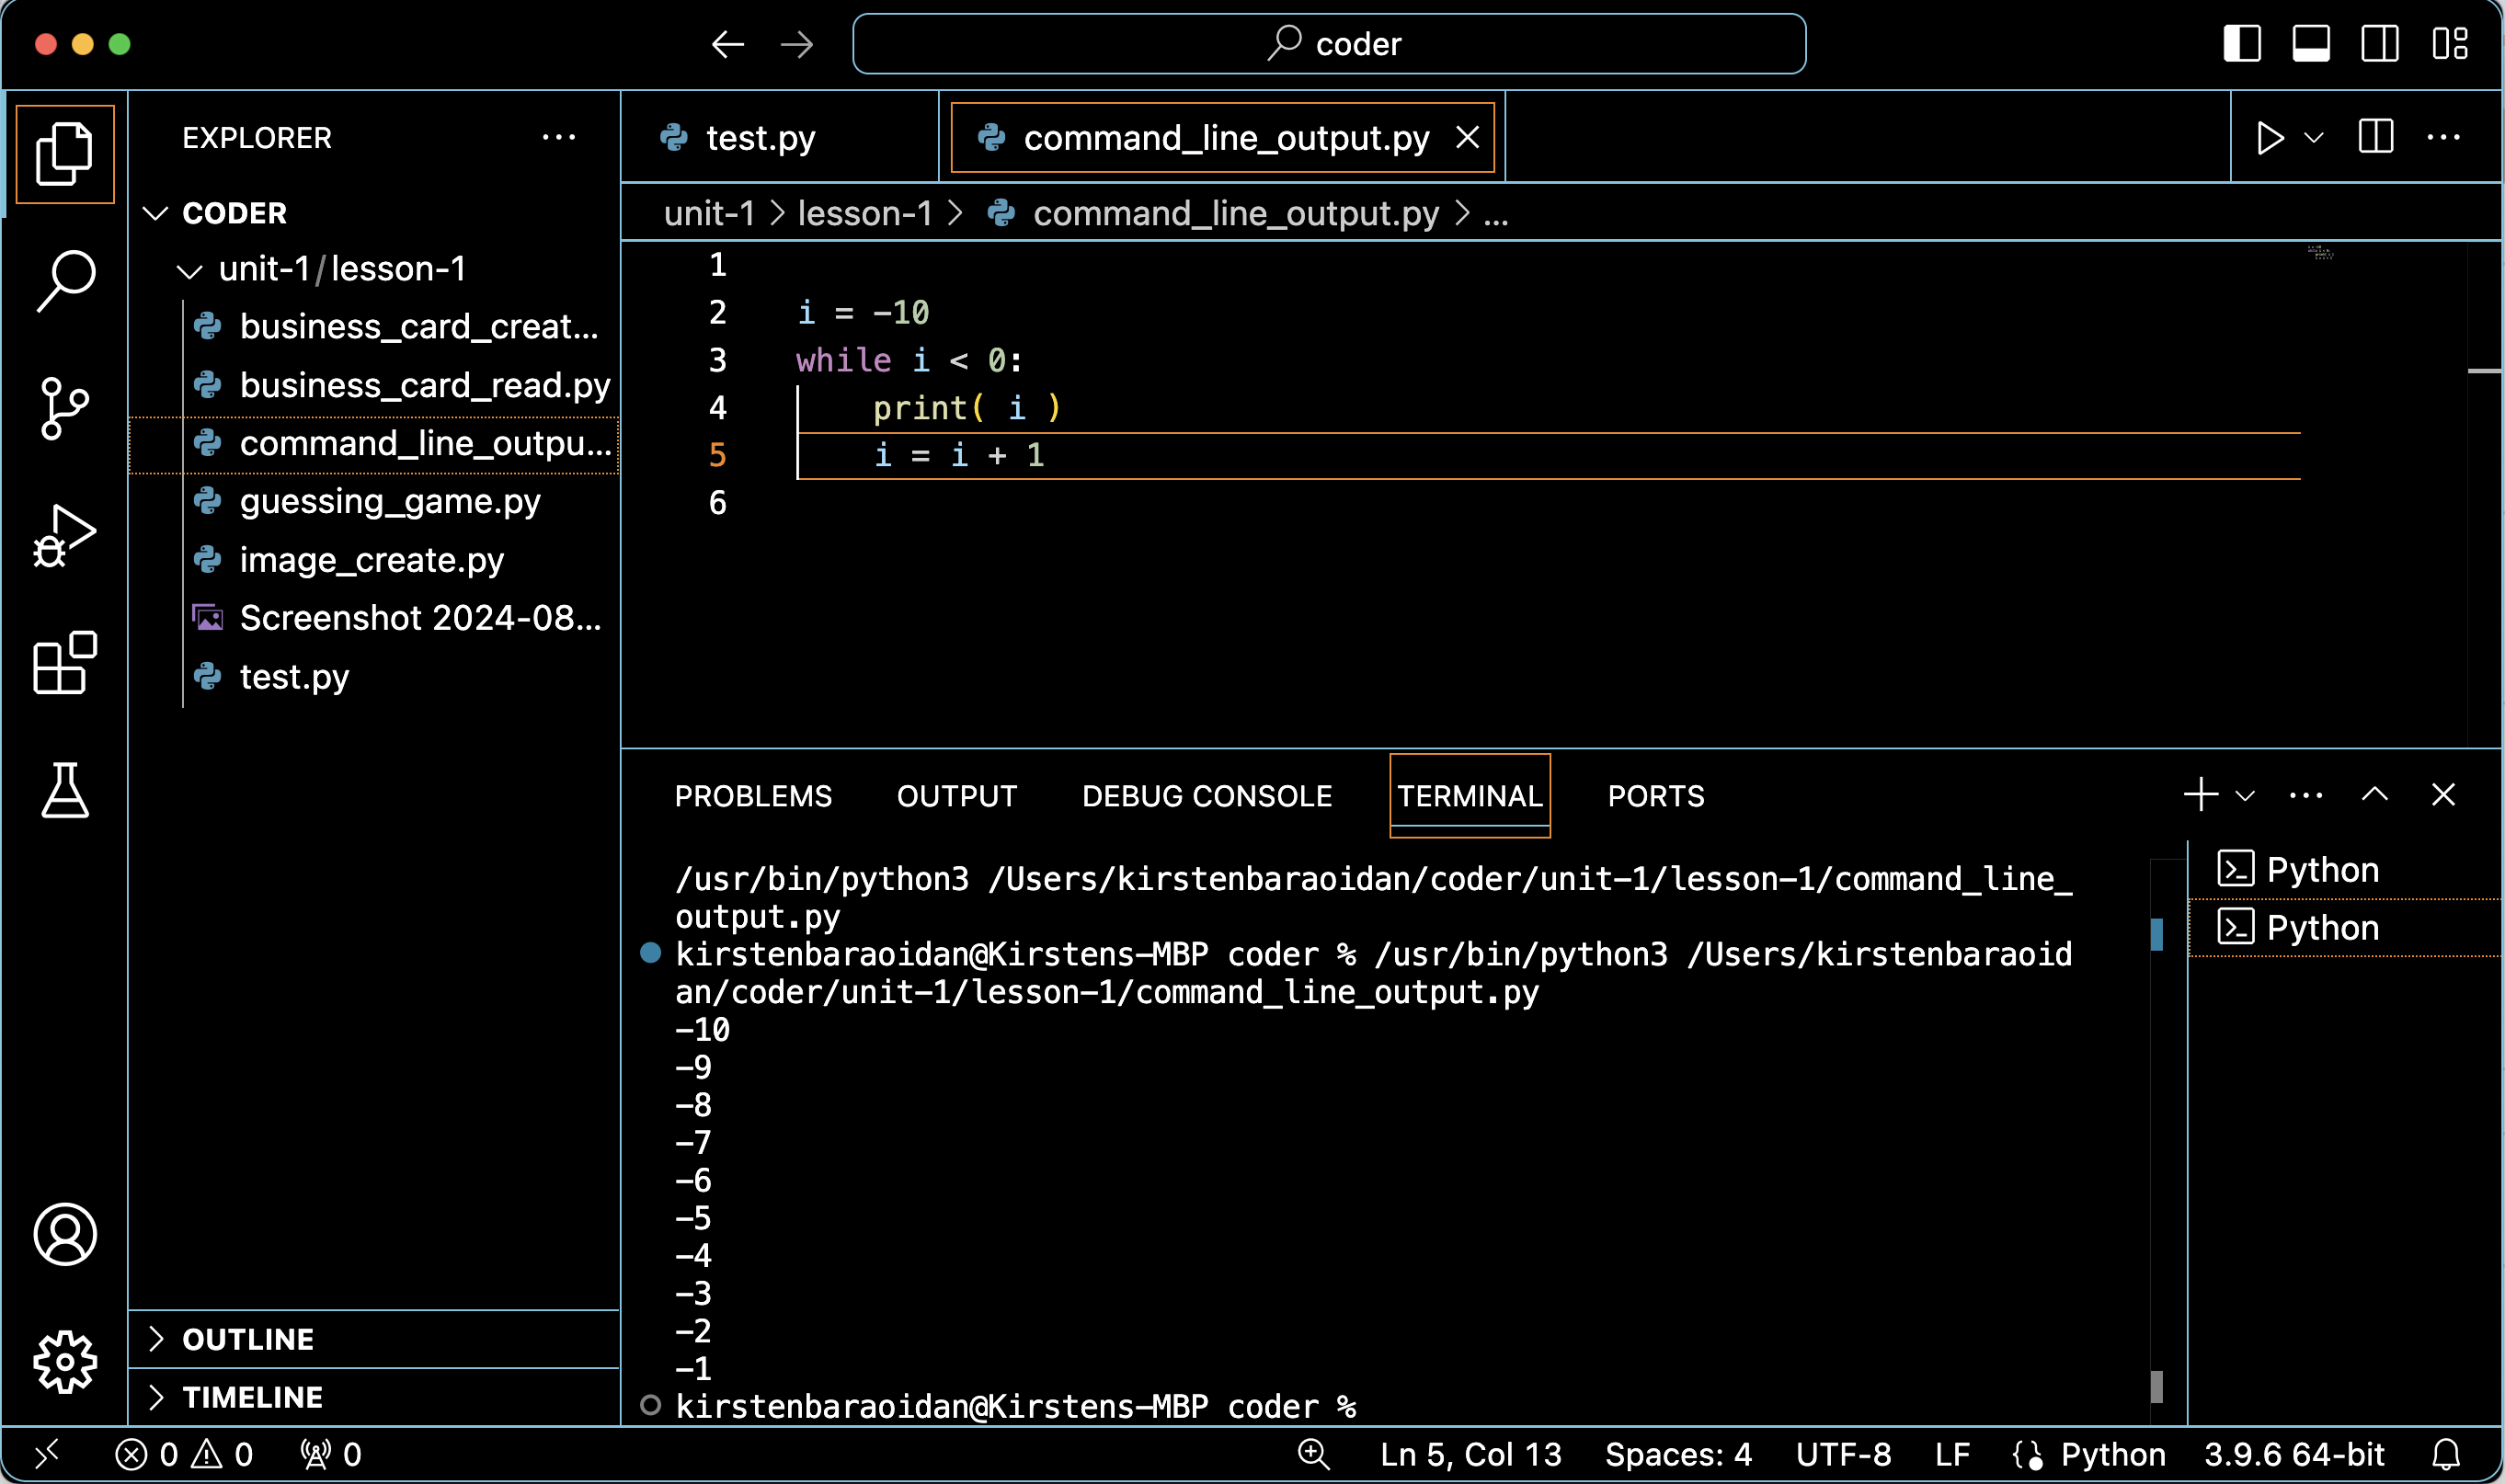 coder
EXPLORER
CODER
unit-1/lesson-1
business_card_creat...
business_card_read.py
command_line_outpu...
guessing_game.py
image_create.py
Screenshot 2024-08...
test.py
OUTLINE
TIMELINE
test.py
command_line_output.py
unit-1 > lesson-1 > command_line_output.py > ...
1
2 i = -10
3 while i < 0:
4 print( i )
5 i = i + 1
6
PROBLEMS OUTPUT DEBUG CONSOLE TERMINAL PORTS
/usr/bin/python3 /Users/kirstenbaraoidan/coder/unit-1/lesson-1/command_line_
output.py
kirstenbaraoidan@Kirstens-MBP coder % /usr/bin/python3 /Users/kirstenbaraoid
an/coder/unit-1/lesson-1/command_line_output.py
-10
-9
-8
-7
-6
-5
-4
-3
-2
-1
kirstenbaraoidan@Kirstens-MBP coder %
Python
Python
0 0 0
Ln 5, Col 13 Spaces: 4 UTF-8 LF Python 3.9.6 64-bit